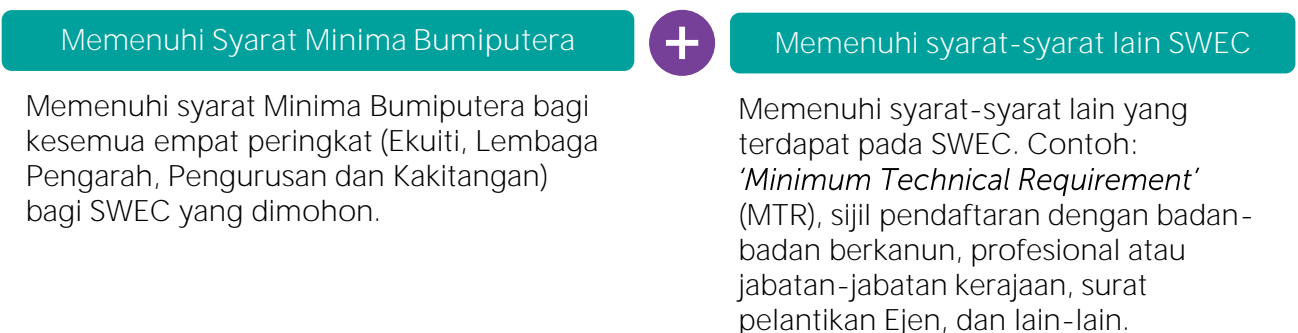 Memenuhi Syarat Minima Bumiputera
+
Memenuhi syarat-syarat lain SWEC
Memenuhi syarat Minima Bumiputera bagi
kesemua empat peringkat (Ekuiti, Lembaga
Pengarah, Pengurusan dan Kakitangan)
bagi SWEC yang dimohon.
Memenuhi syarat-syarat lain yang
terdapat pada SWEC. Contoh:
‘Minimum Technical Requirement’
(MTR), sijil pendaftaran dengan badan-
badan berkanun, profesional atau
jabatan-jabatan kerajaan, surat
pelantikan Ejen, dan lain-lain.